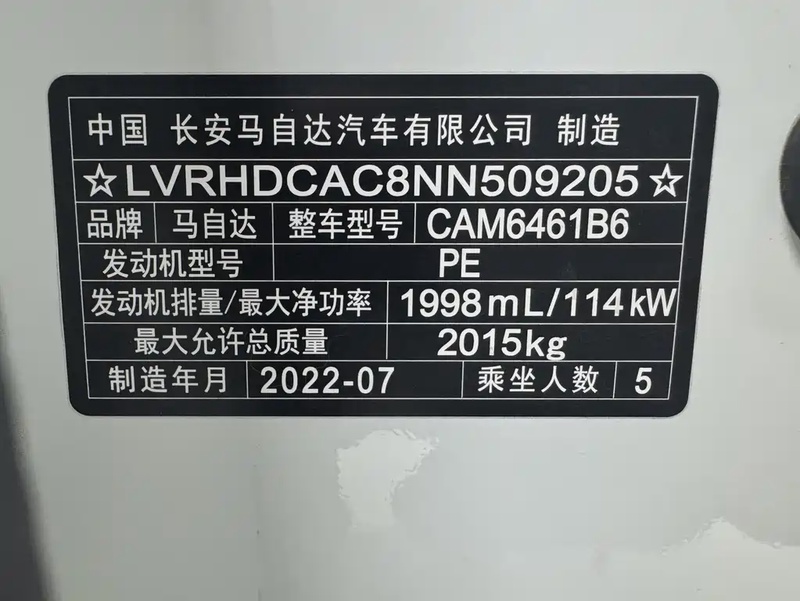 中国 长安马自达汽车有限公司 制造
☆LVRHDCAC8NN509205☆
品牌 马自达 整车型号 CAM6461B6
发动机型号 PE
发动机排量/最大净功率 1998mL/114kW
最大允许总质量 2015kg
制造年月 2022-07 乘坐人数 5